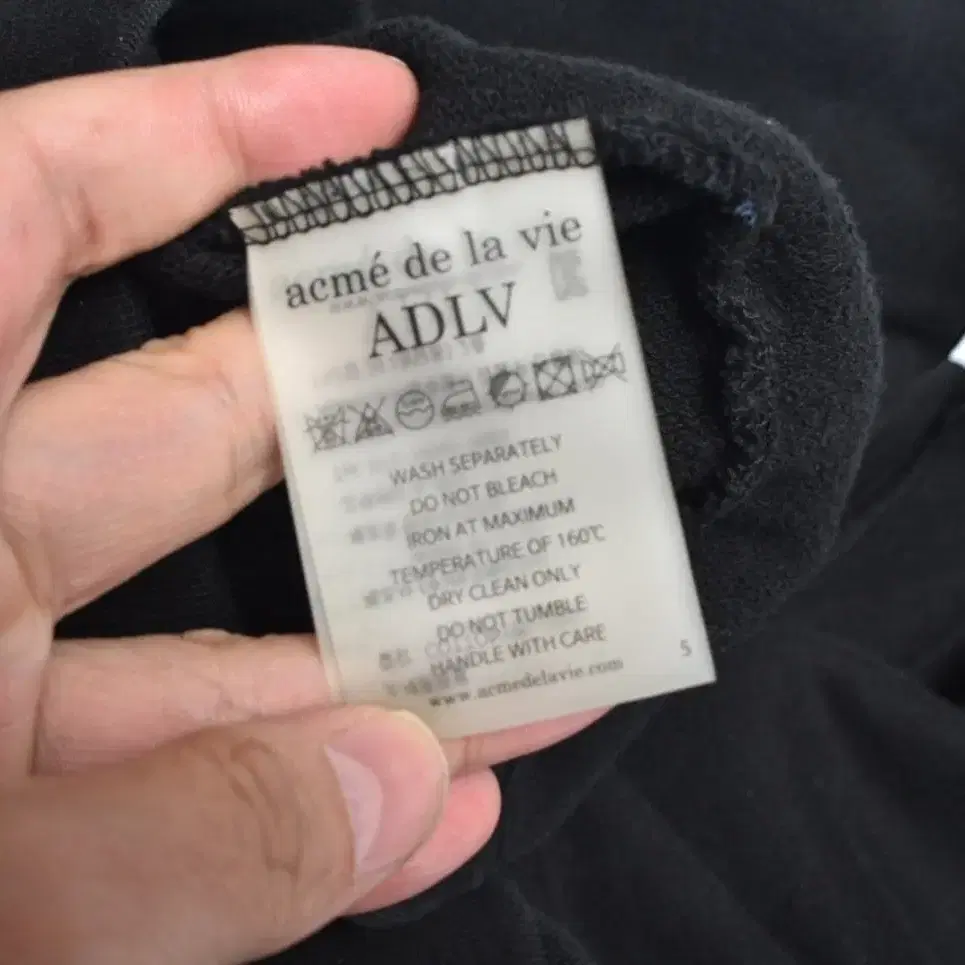 acmé de la vie
ADLV
WASH SEPARATELY
DO NOT BLEACH
IRON AT MAXIMUM
TEMPERATURE OF 160℃
DRY CLEAN ONLY
DO NOT TUMBLE
HANDLE WITH CARE
www.acmedelavie.com
5